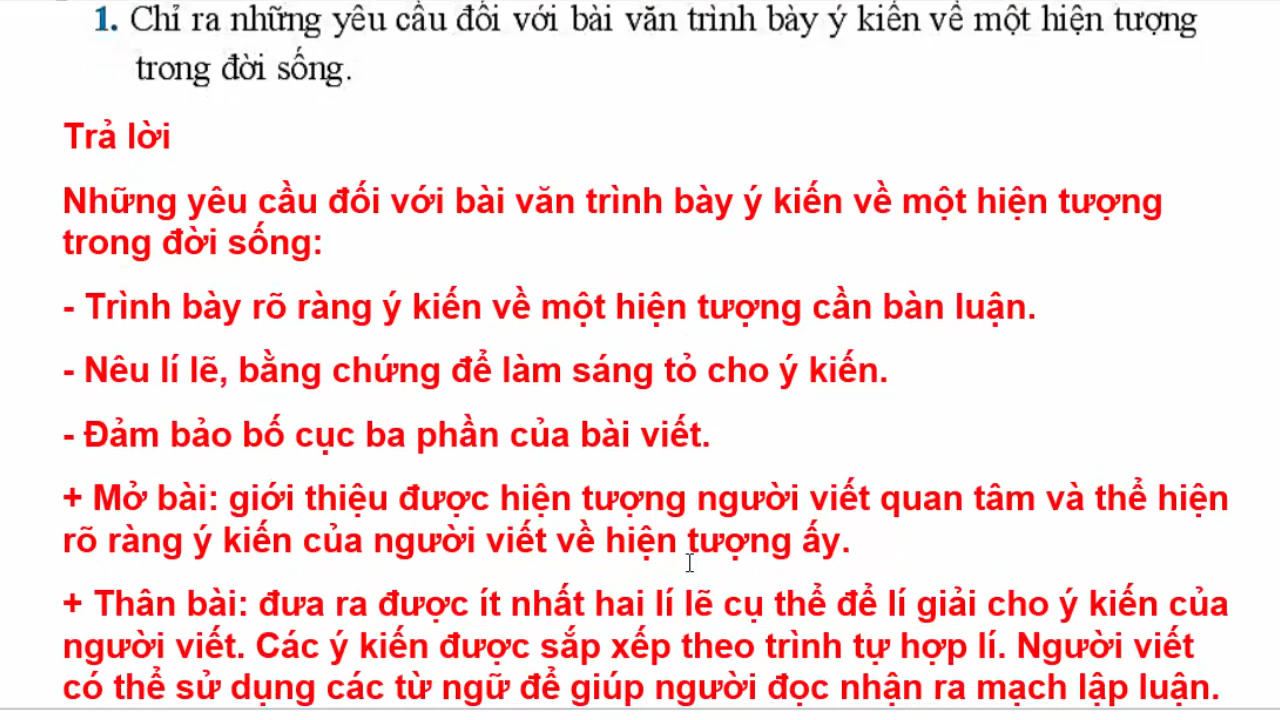 1. Chỉ ra những yêu cầu đối với bài văn trình bày ý kiến về một hiện tượng
trong đời sống.
Trả lời
Những yêu cầu đối với bài văn trình bày ý kiến về một hiện tượng
trong đời sống:
- Trình bày rõ ràng ý kiến về một hiện tượng cần bàn luận.
- Nêu lí lẽ, bằng chứng để làm sáng tỏ cho ý kiến.
- Đảm bảo bố cục ba phần của bài viết.
+ Mở bài: giới thiệu được hiện tượng người viết quan tâm và thể hiện
rõ ràng ý kiến của người viết về hiện tượng ấy.
+ Thân bài: đưa ra được ít nhất hai lí lẽ cụ thể để lí giải cho ý kiến của
người viết. Các ý kiến được sắp xếp theo trình tự hợp lí. Người viết
có thể sử dụng các từ ngữ để giúp người đọc nhận ra mạch lập luận.